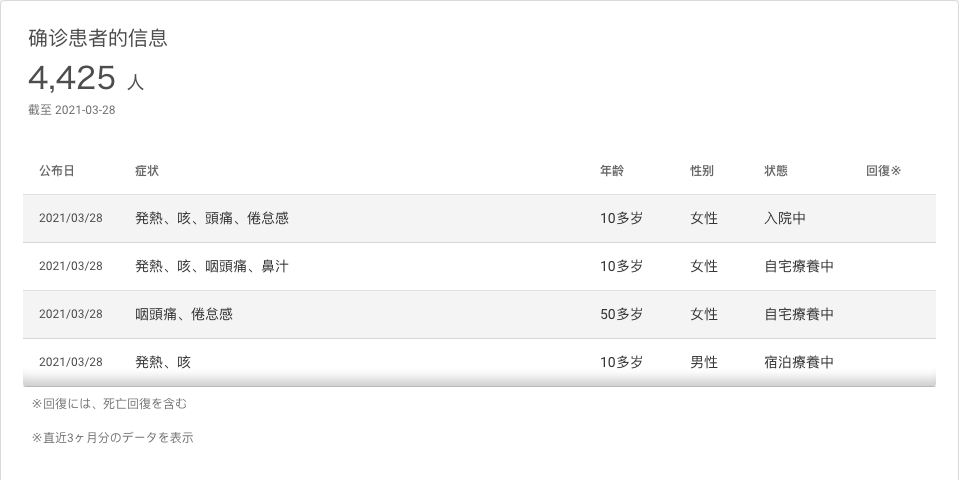 确诊患者的信息
4,425 人
截至 2021-03-28
公布日 症状 年齢 性別 状態 回復※
2021/03/28 発熱、咳、頭痛、倦怠感 10多岁 女性 入院中
2021/03/28 発熱、咳、咽頭痛、鼻汁 10多岁 女性 自宅療養中
2021/03/28 咽頭痛、倦怠感 50多岁 女性 自宅療養中
2021/03/28 発熱、咳 10多岁 男性 宿泊療養中
※回復には、死亡回復を含む
※直近3ヶ月分のデータを表示